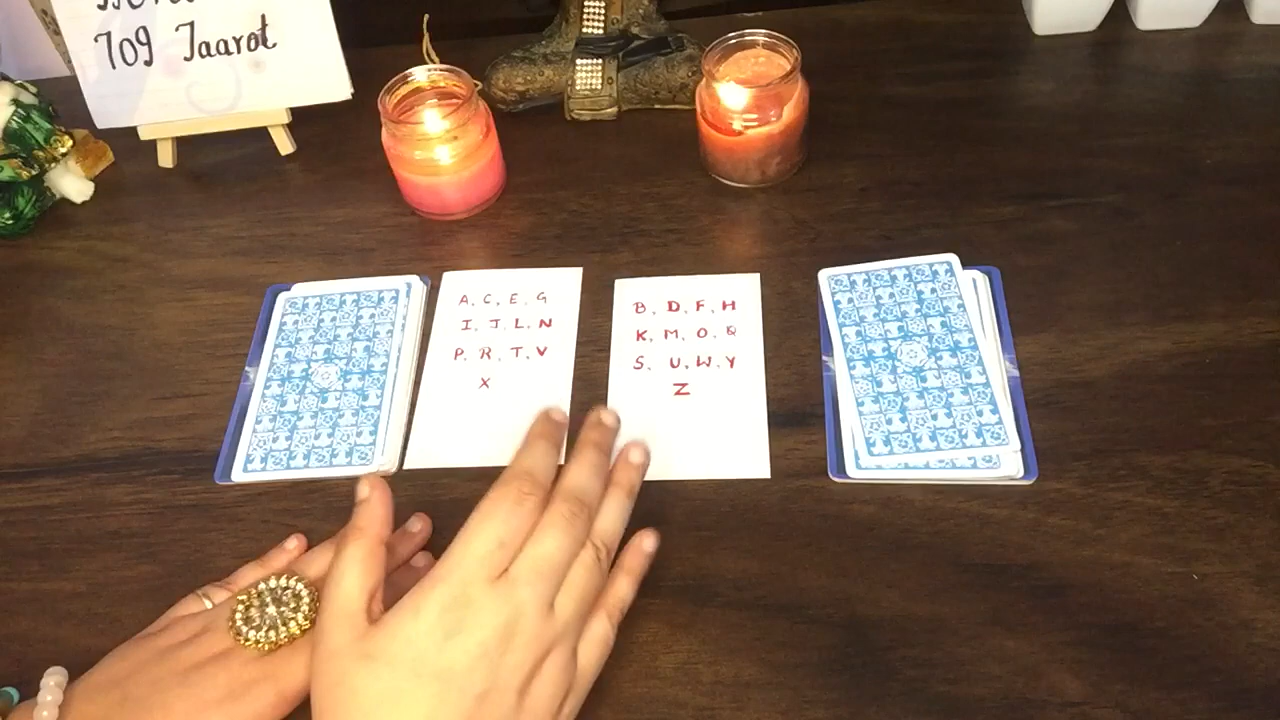 709 Taarot
A, C, E, G
I, J, L, N
P, R, T, V
X
B, D, F, H
K, M, O, Q
S, U, W, Y
Z